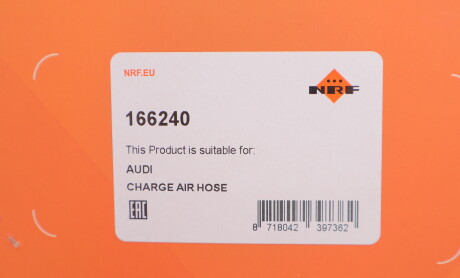 NRF.EU
NRF
166240
This Product is suitable for:
AUDI
CHARGE AIR HOSE
EAC
8 718042 397362